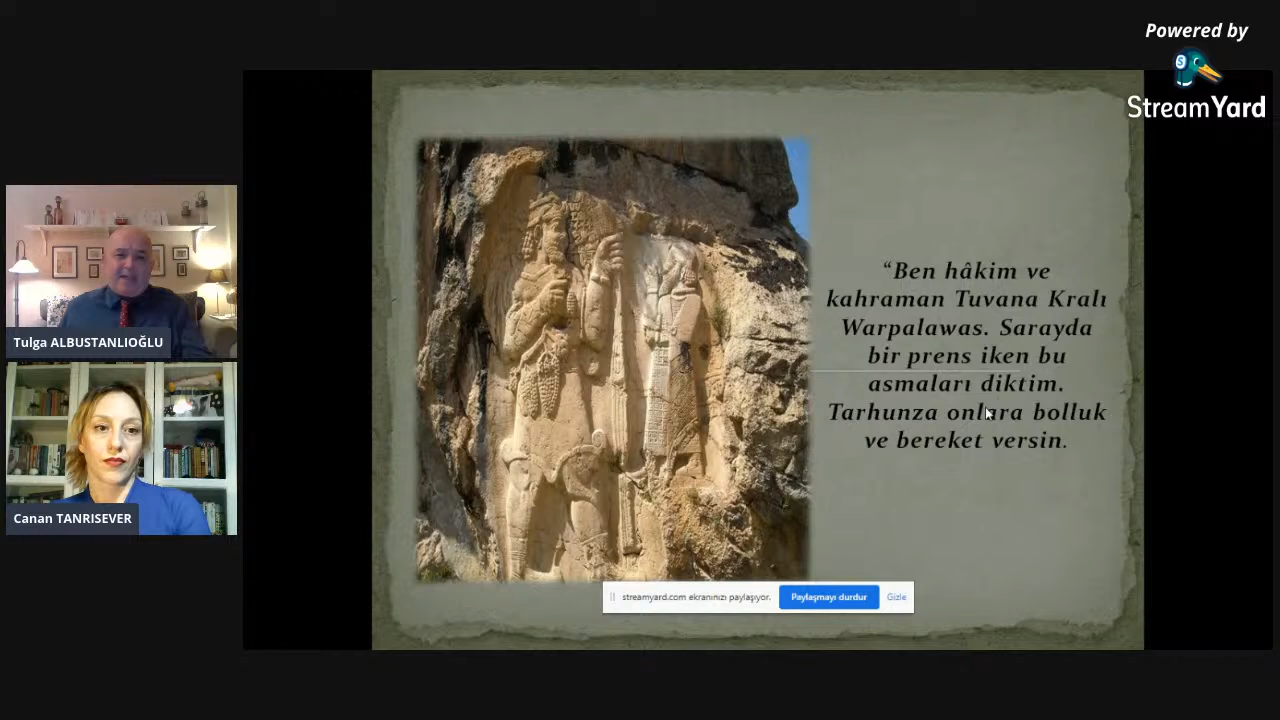 Powered by
StreamYard
Tulga ALBUSTANLIOĞLU
Canan TANRISEVER
“Ben hâkim ve
kahraman Tuvana Kralı
Warpalawas. Sarayda
bir prens iken bu
asmaları diktim.
Tarhunza onlara bolluk
ve bereket versin.
streamyard.com ekranınızı paylaşıyor.
Paylaşmayı durdur
Gizle